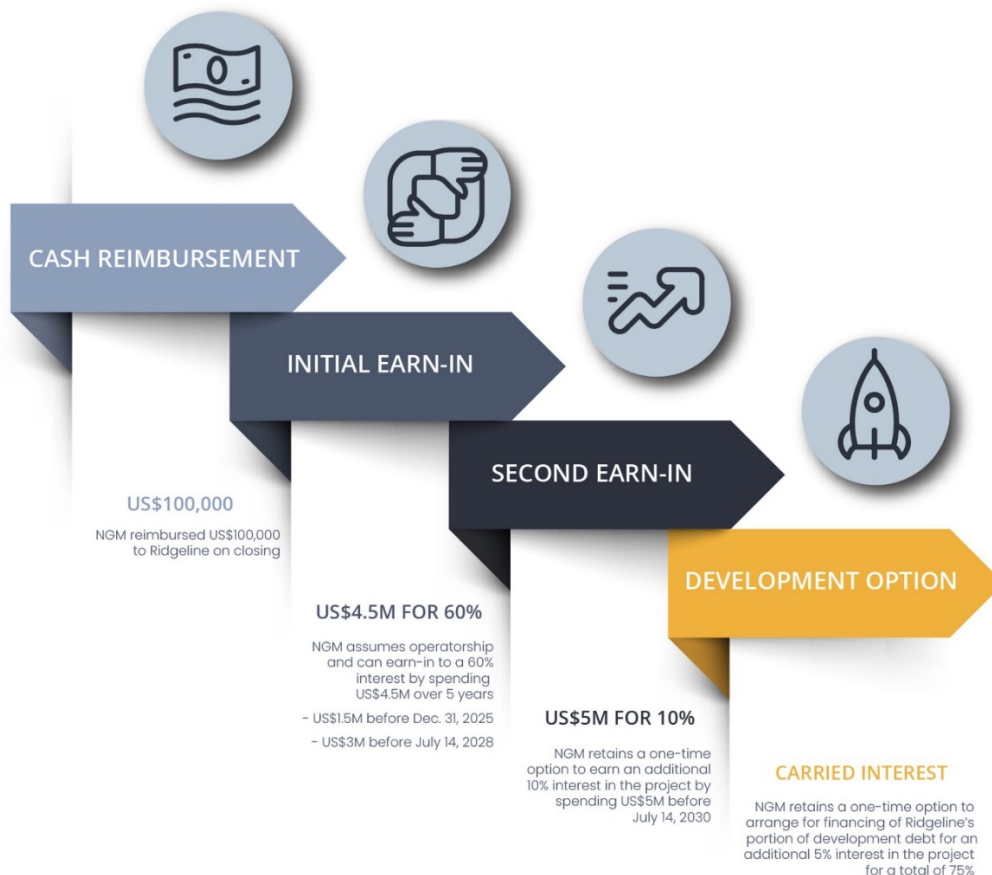 CASH REIMBURSEMENT
US$100,000
NGM reimbursed US$100,000
to Ridgeline on closing
INITIAL EARN-IN
US$4.5M FOR 60%
NGM assumes operatorship
and can earn-in to a 60%
interest by spending
US$4.5M over 5 years
- US$1.5M before Dec. 31, 2025
- US$3M before July 14, 2028
SECOND EARN-IN
US$5M FOR 10%
NGM retains a one-time
option to earn an additional
10% interest in the project by
spending US$5M before
July 14, 2030
DEVELOPMENT OPTION
CARRIED INTEREST
NGM retains a one-time option to
arrange for financing of Ridgeline's
portion of development debt for an
additional 5% interest in the project
for a total of 75%